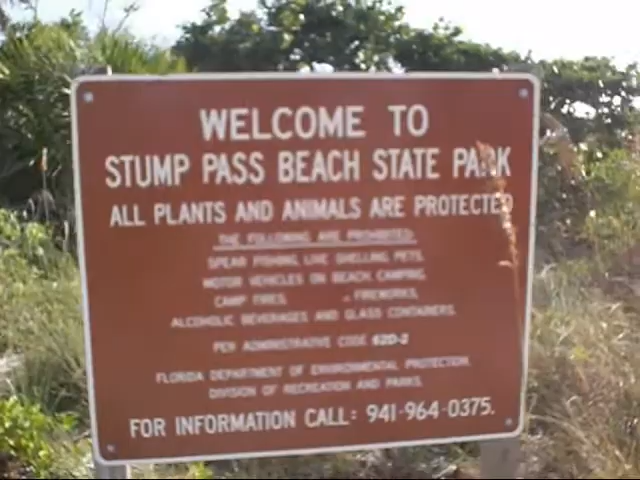 WELCOME TO
STUMP PASS BEACH STATE PARK
ALL PLANTS AND ANIMALS ARE PROTECTED
THE FOLLOWING ARE PROHIBITED:
SPEAR FISHING LIVE SHELLING PETS,
MOTOR VEHICLES ON BEACH CAMPING
CAMP FIRES, FIREWORKS,
ALCOHOLIC BEVERAGES AND GLASS CONTAINERS.
PER ADMINISTRATIVE CODE 62D-2
FLORIDA DEPARTMENT OF ENVIRONMENTAL PROTECTION,
DIVISION OF RECREATION AND PARKS,
FOR INFORMATION CALL: 941-964-0375.